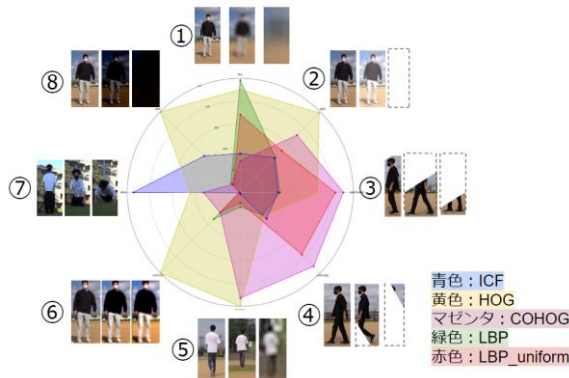 ①
②
⑧
⑦
③
⑥
⑤
④
青色：ICF
黄色：HOG
マゼンタ：COHOG
緑色：LBP
赤色：LBP_uniform